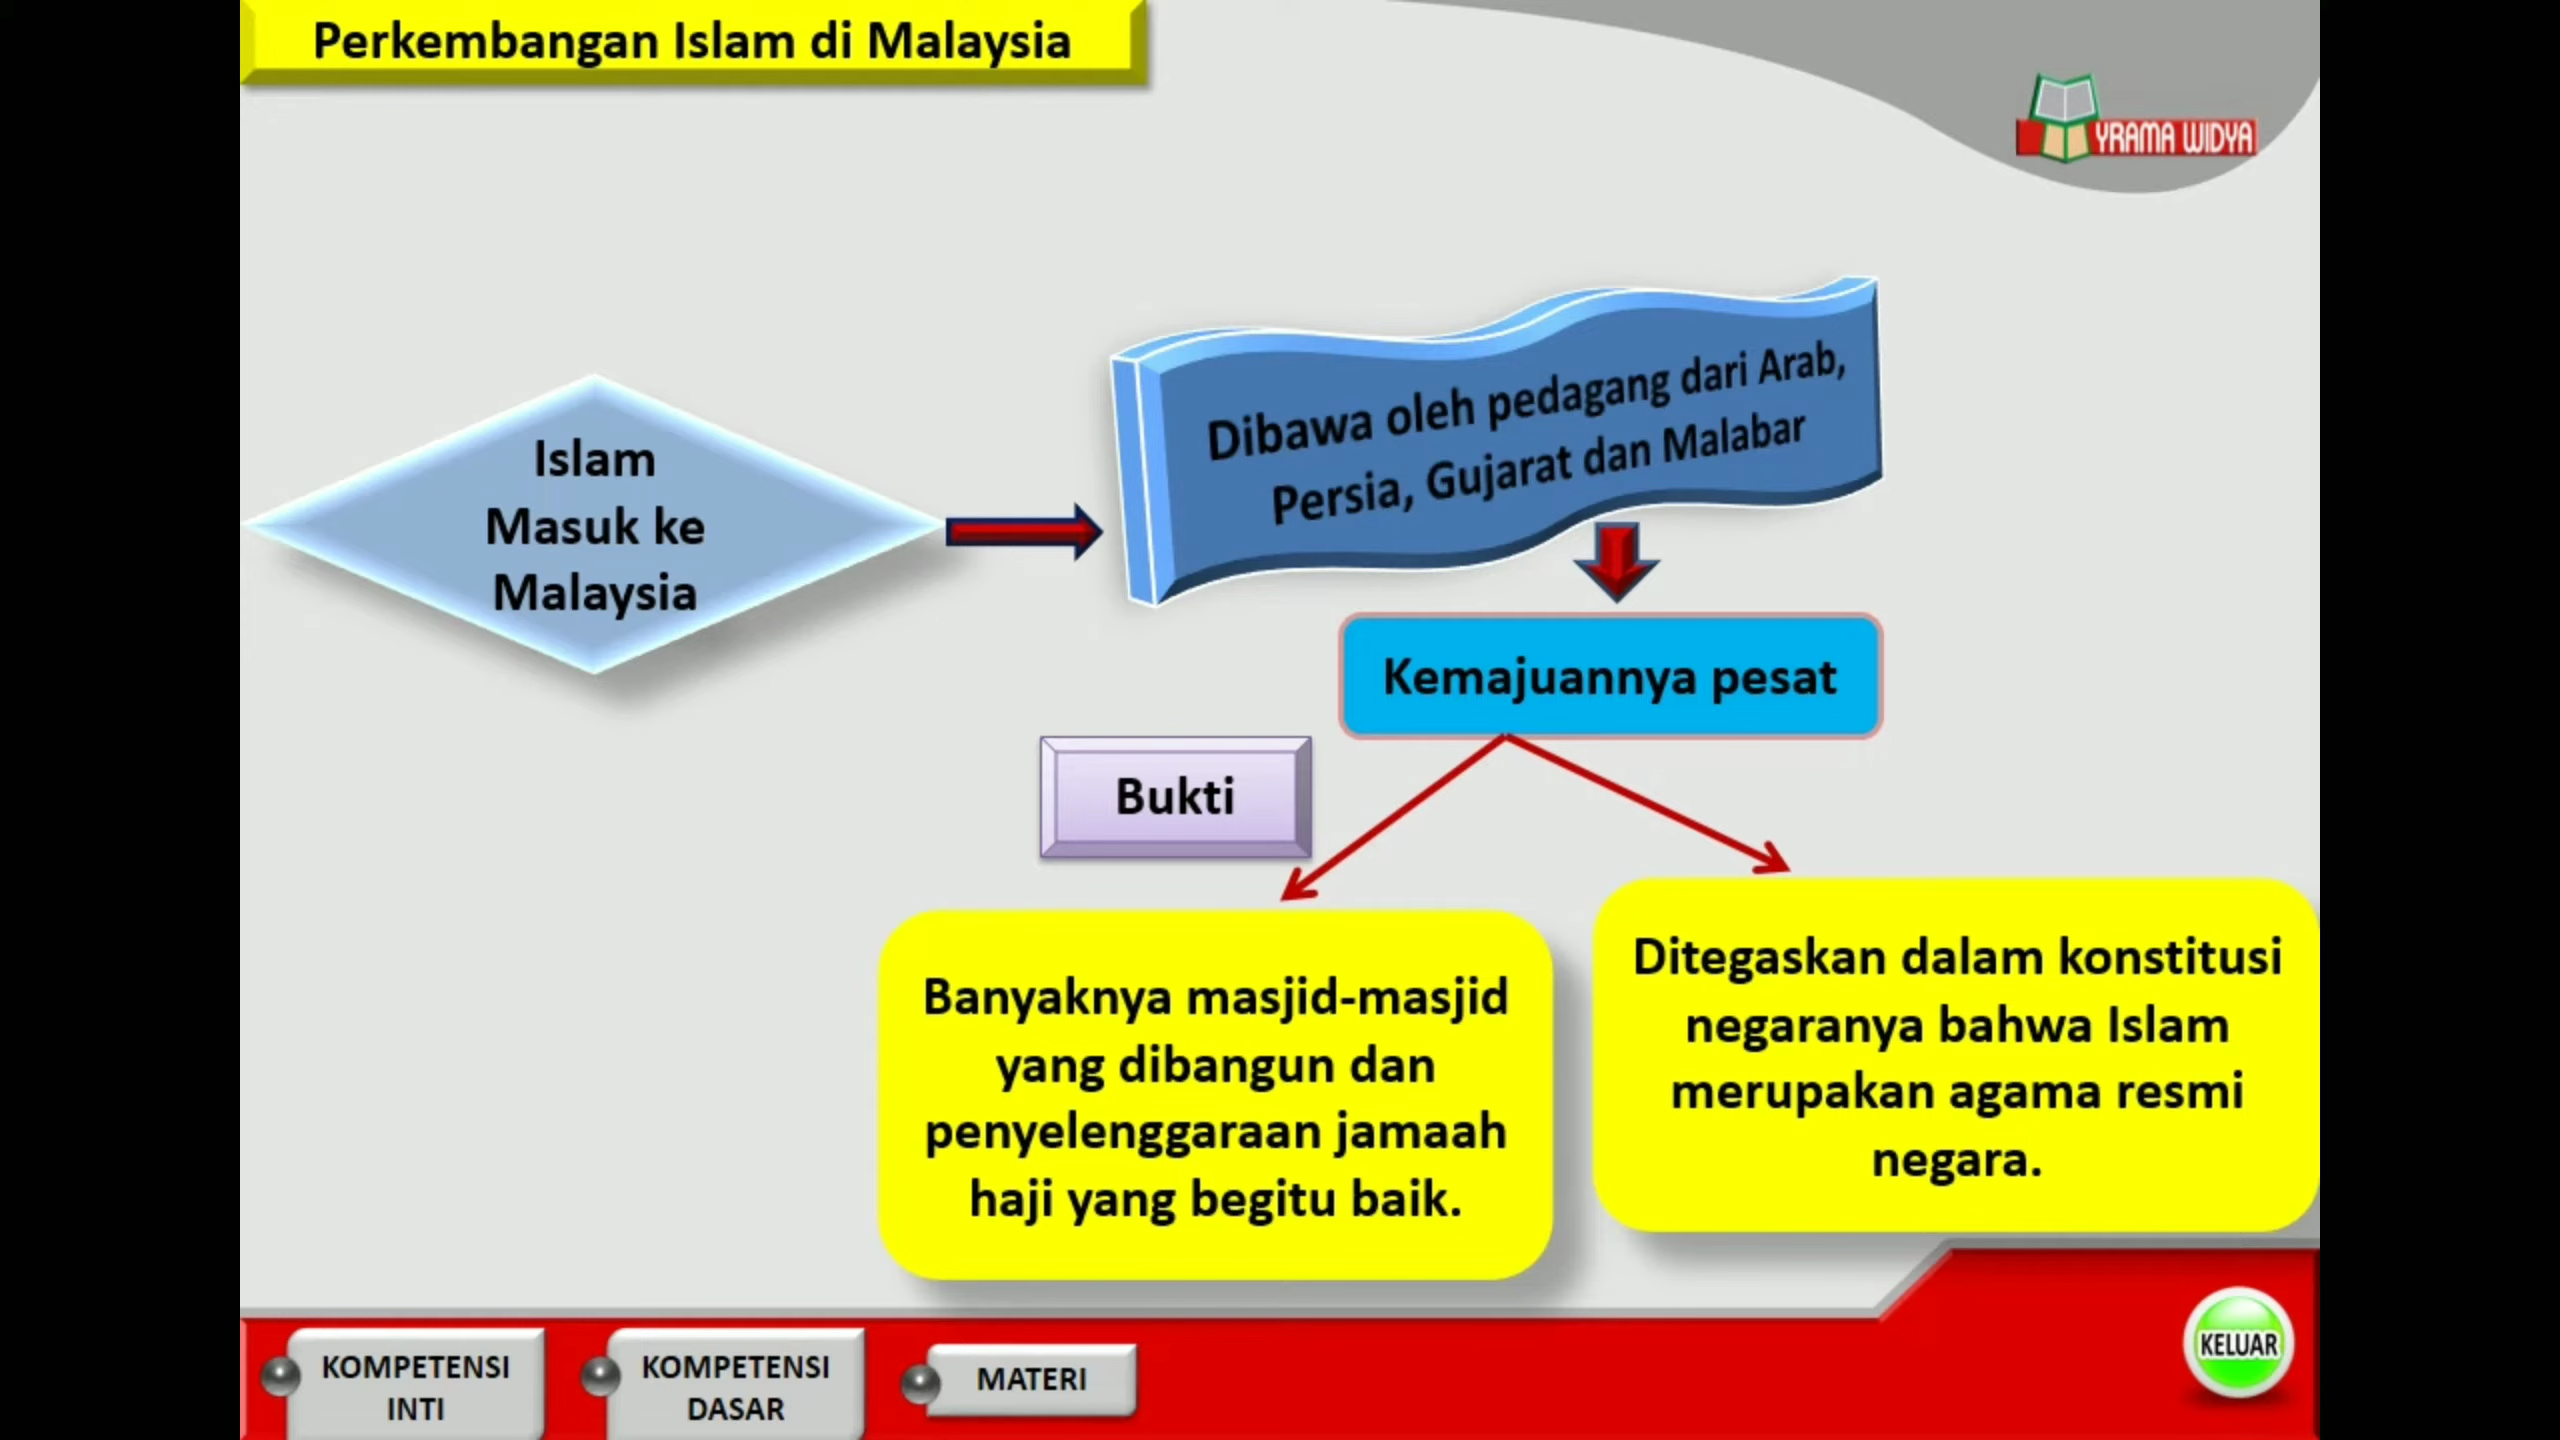 Perkembangan Islam di Malaysia
YRAMA WIDYA
Islam
Masuk ke
Malaysia
Dibawa oleh pedagang dari Arab,
Persia, Gujarat dan Malabar
Kemajuannya pesat
Bukti
Banyaknya masjid-masjid
yang dibangun dan
penyelenggaraan jamaah
haji yang begitu baik.
Ditegaskan dalam konstitusi
negaranya bahwa Islam
merupakan agama resmi
negara.
KOMPETENSI
INTI
KOMPETENSI
DASAR
MATERI
KELUAR